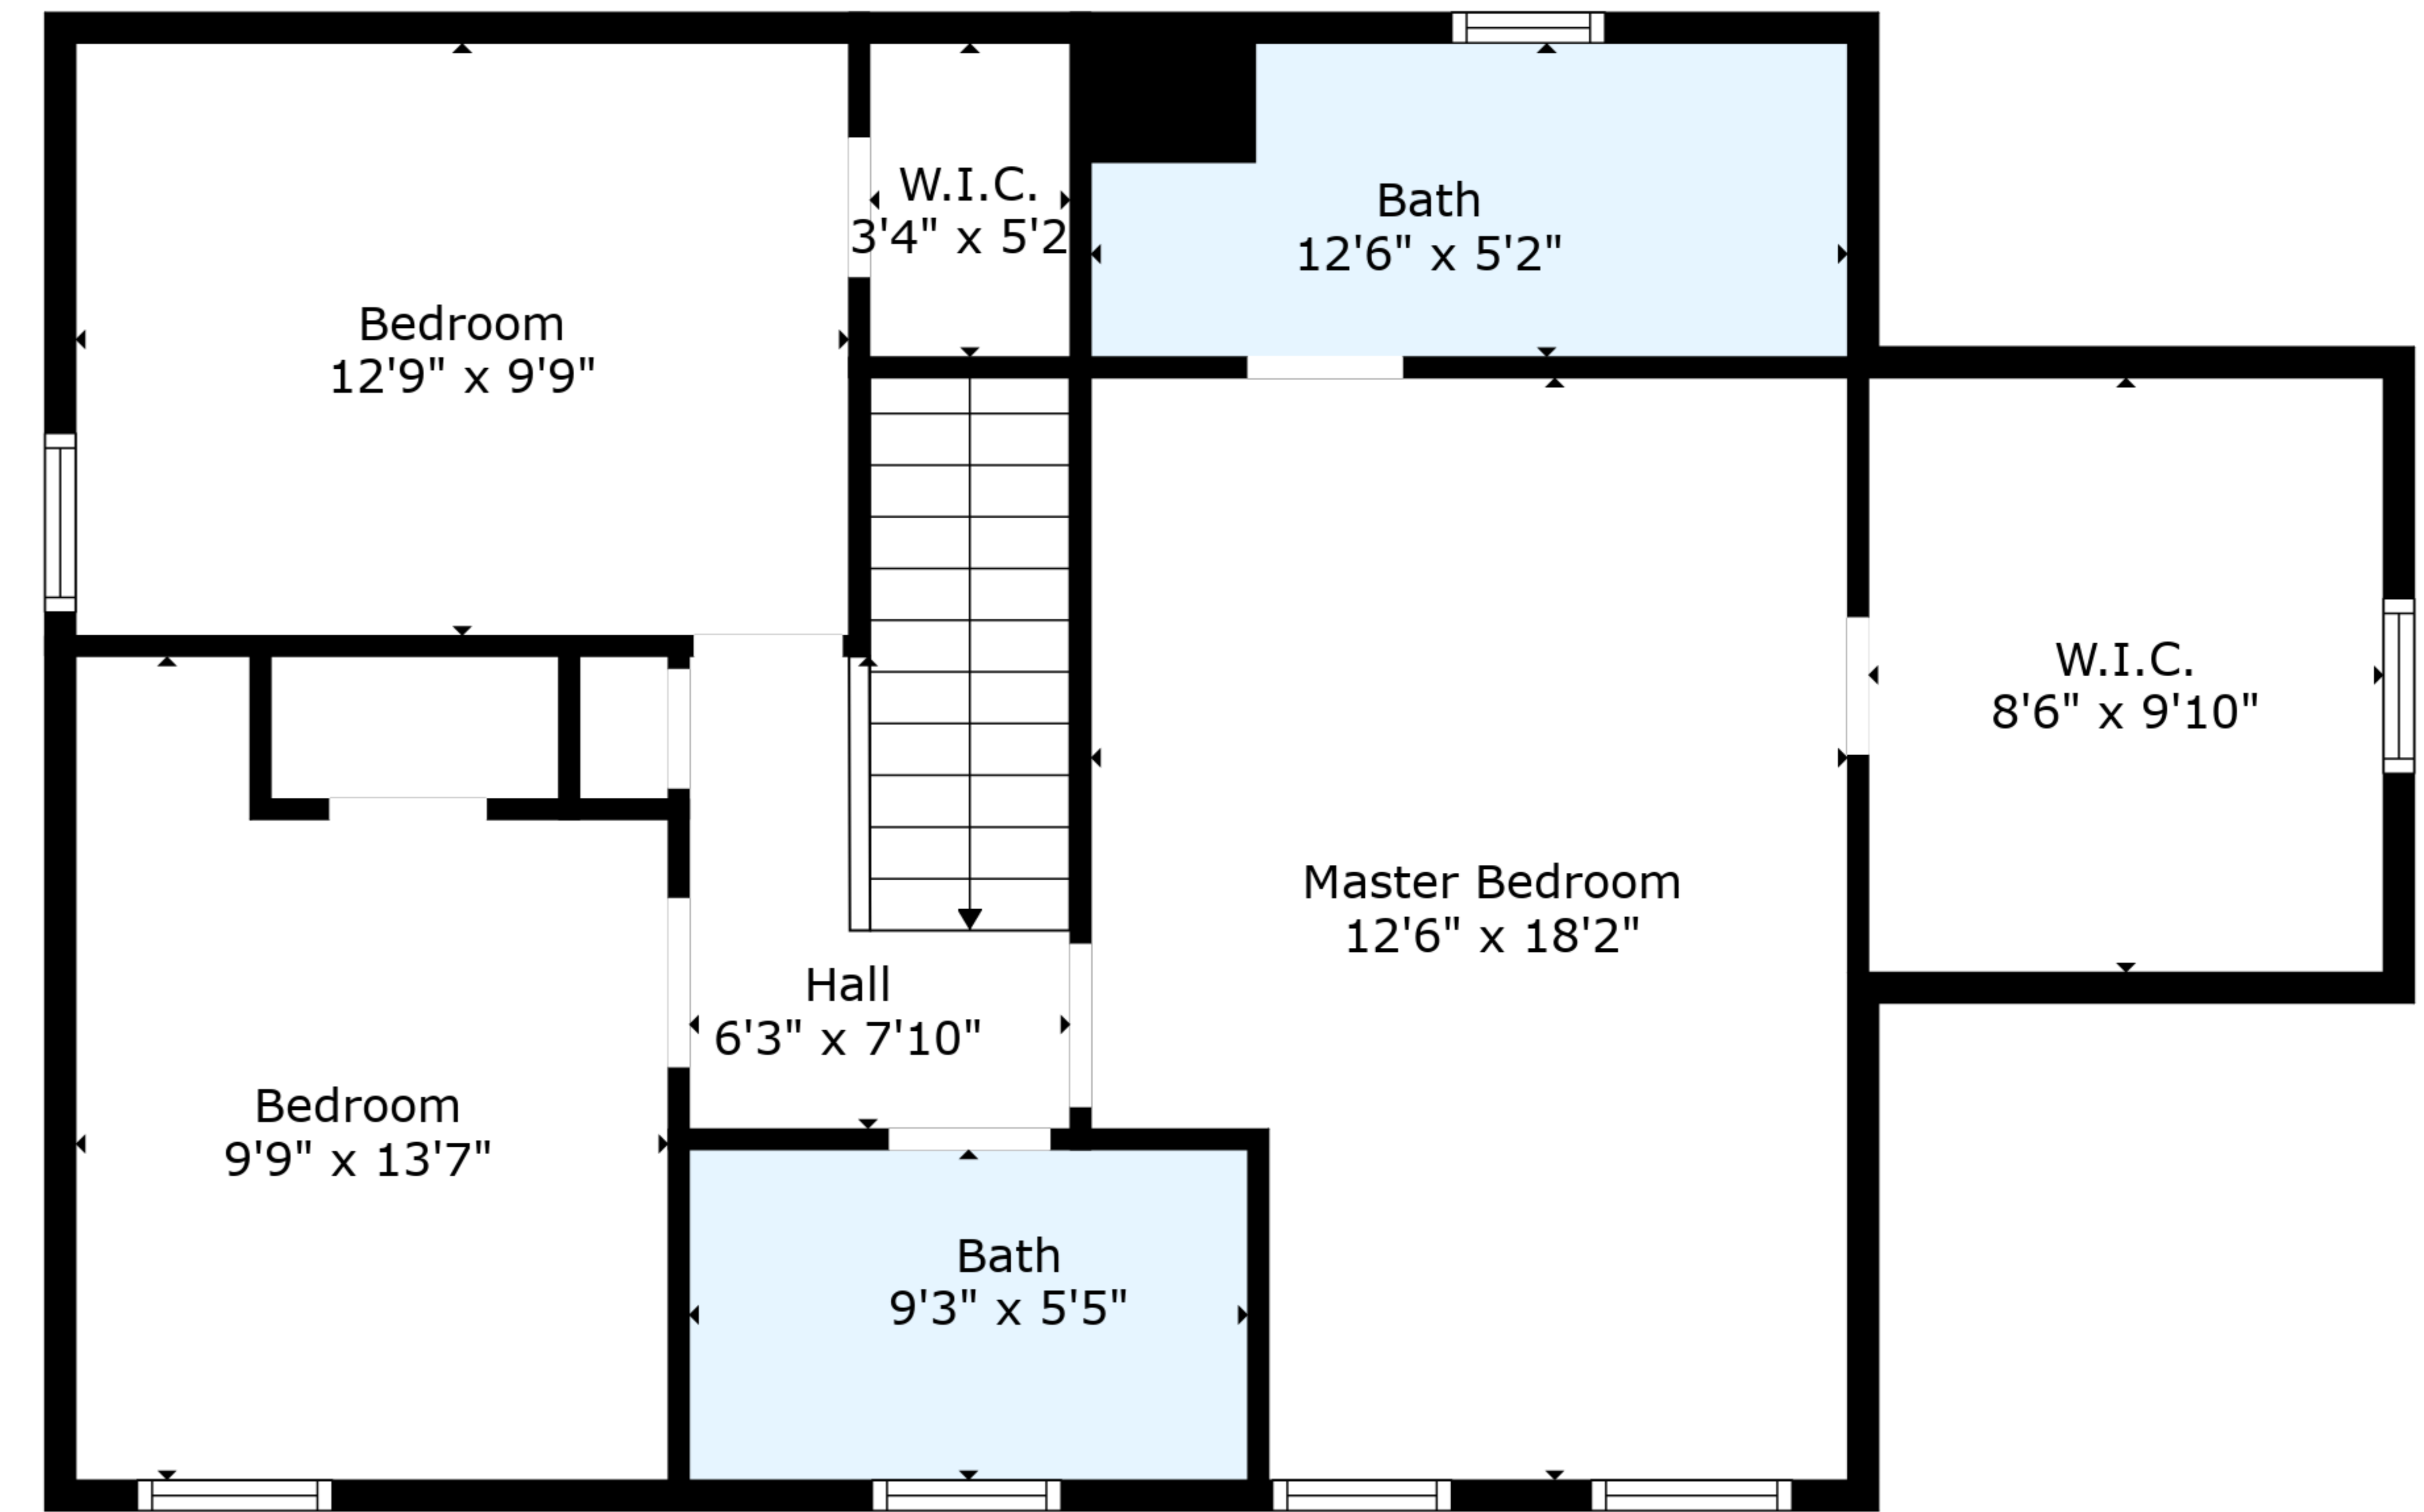 W.I.C.
3'4" x 5'2
Bath
12'6" x 5'2"
Bedroom
12'9" x 9'9"
W.I.C.
8'6" x 9'10"
Master Bedroom
12'6" x 18'2"
Hall
6'3" x 7'10"
Bedroom
9'9" x 13'7"
Bath
9'3" x 5'5"